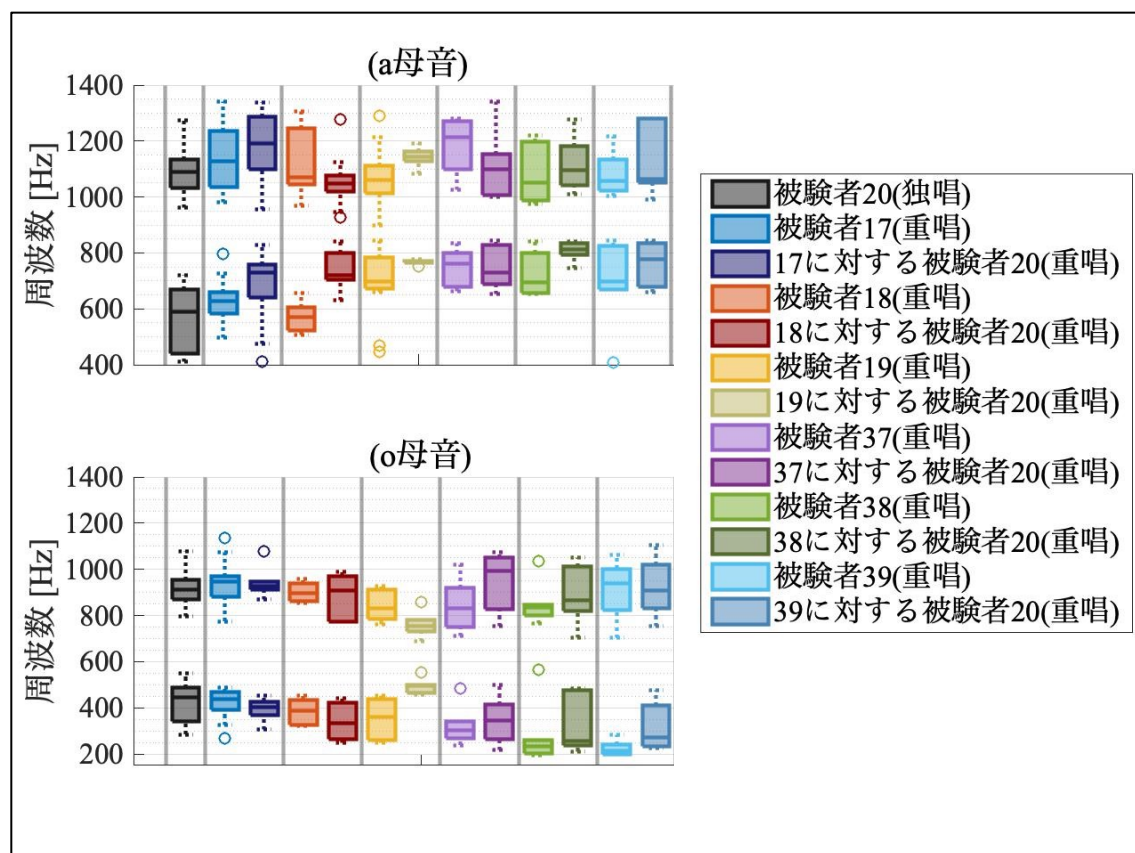 (a母音)
1400
1200
1000
800
600
400
周波数 [Hz]
(o母音)
1400
1200
1000
800
600
400
200
周波数 [Hz]
被験者20(独唱)
被験者17(重唱)
17に対する被験者20(重唱)
被験者18(重唱)
18に対する被験者20(重唱)
被験者19(重唱)
19に対する被験者20(重唱)
被験者37(重唱)
37に対する被験者20(重唱)
被験者38(重唱)
38に対する被験者20(重唱)
被験者39(重唱)
39に対する被験者20(重唱)